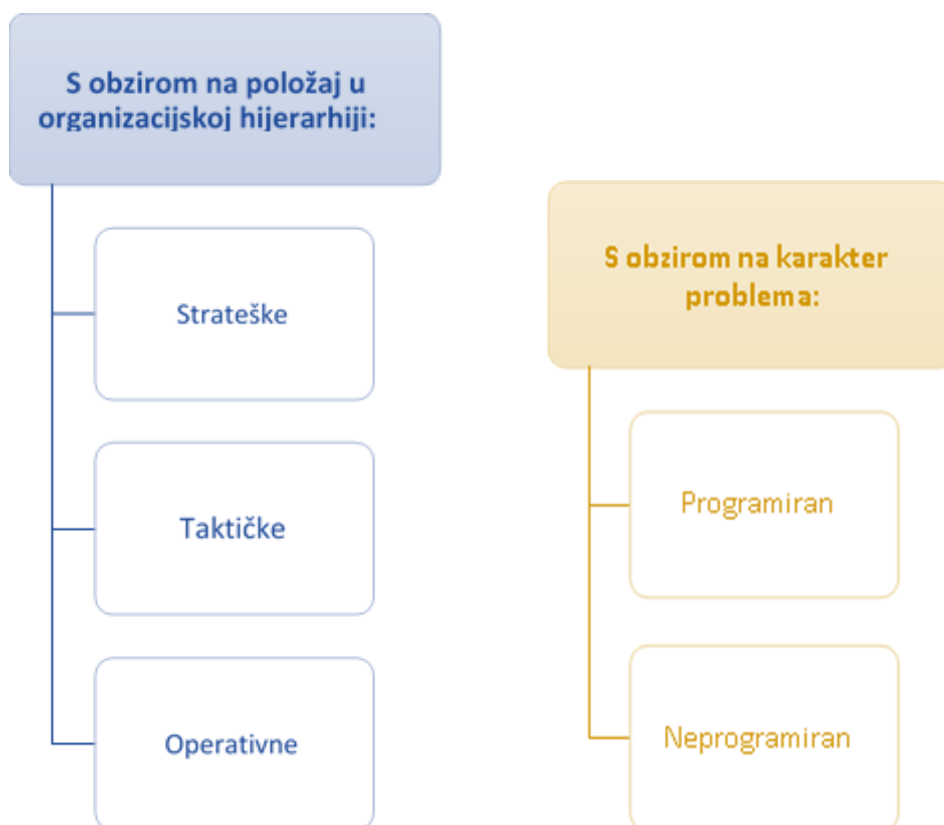 S obzirom na položaj u
organizacijskoj hijerarhiji:
Strateške
Taktičke
Operativne
S obzirom na karakter
problema:
Programiran
Neprogramiran